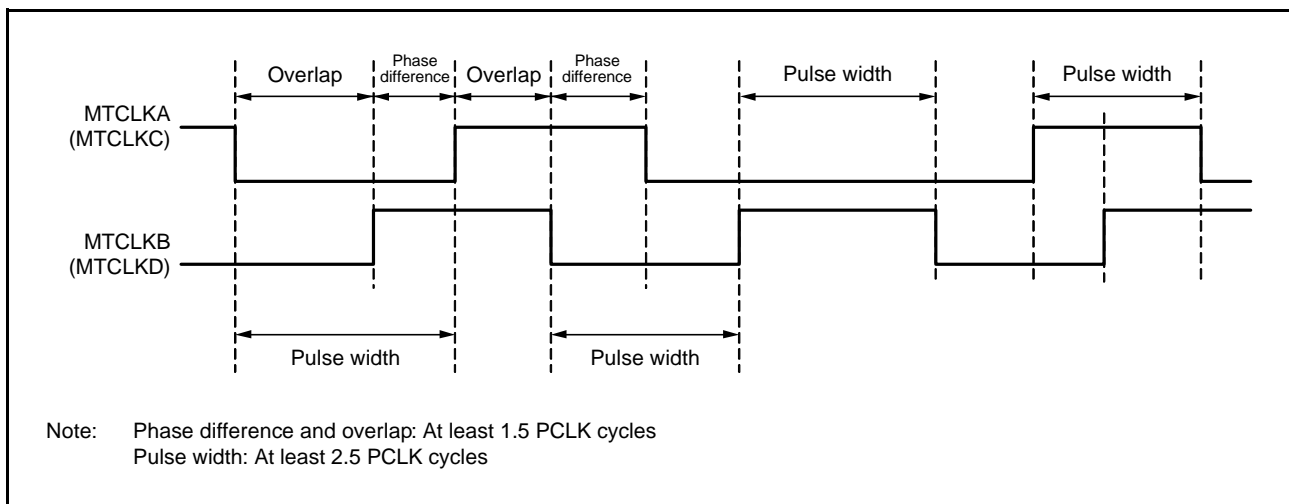 Overlap
Phase
difference
Overlap
Phase
difference
Pulse width
Pulse width
MTCLKA
(MTCLKC)
MTCLKB
(MTCLKD)
Pulse width
Pulse width
Note: Phase difference and overlap: At least 1.5 PCLK cycles
Pulse width: At least 2.5 PCLK cycles